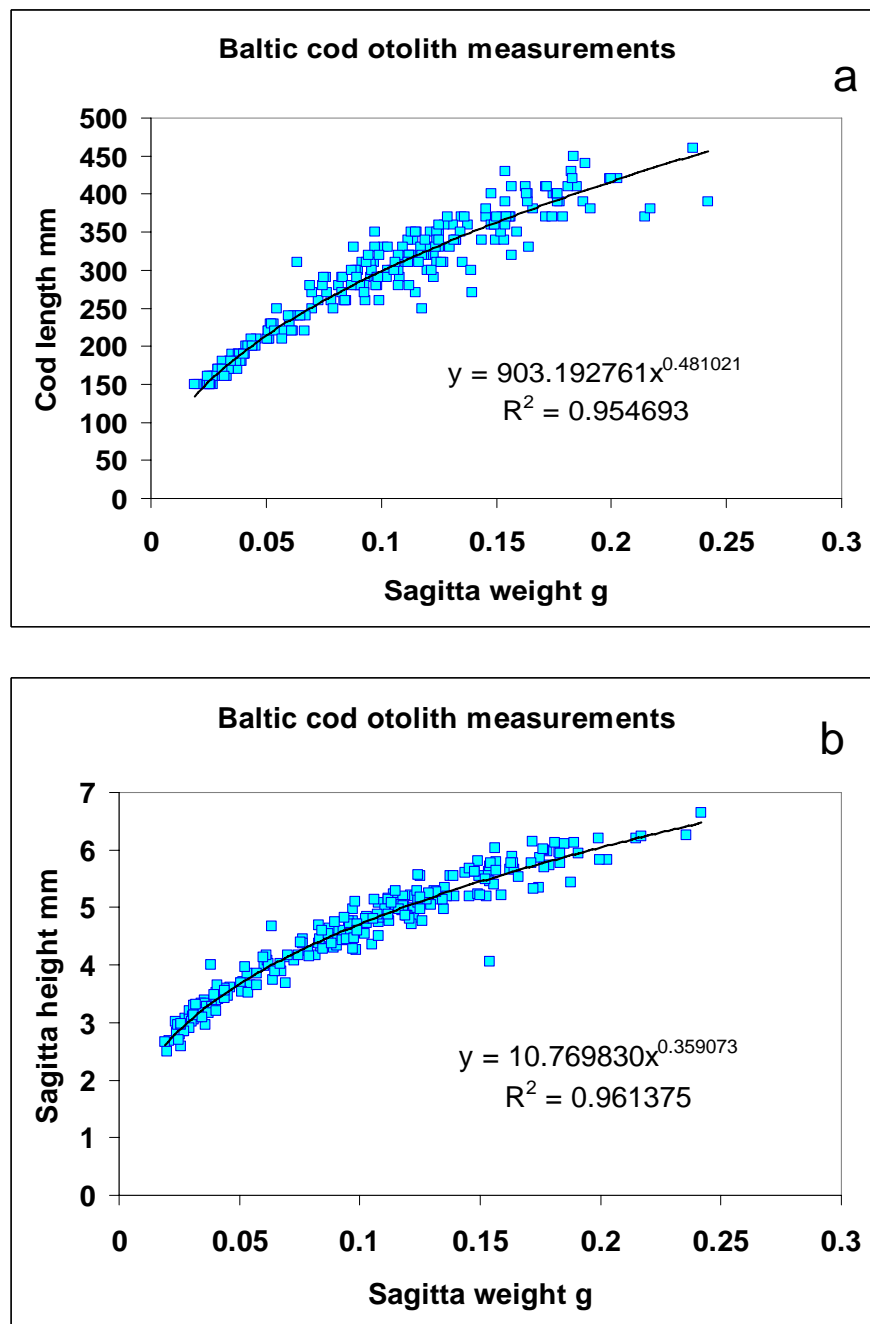 Baltic cod otolith measurements
a
500
450
400
350
300
250
200
150
100
50
0
Cod length mm
y = 903.192761x^0.481021
R^2 = 0.954693
0 0.05 0.1 0.15 0.2 0.25 0.3
Sagitta weight g
Baltic cod otolith measurements
b
7
6
5
4
3
2
1
0
Sagitta height mm
y = 10.769830x^0.359073
R^2 = 0.961375
0 0.05 0.1 0.15 0.2 0.25 0.3
Sagitta weight g